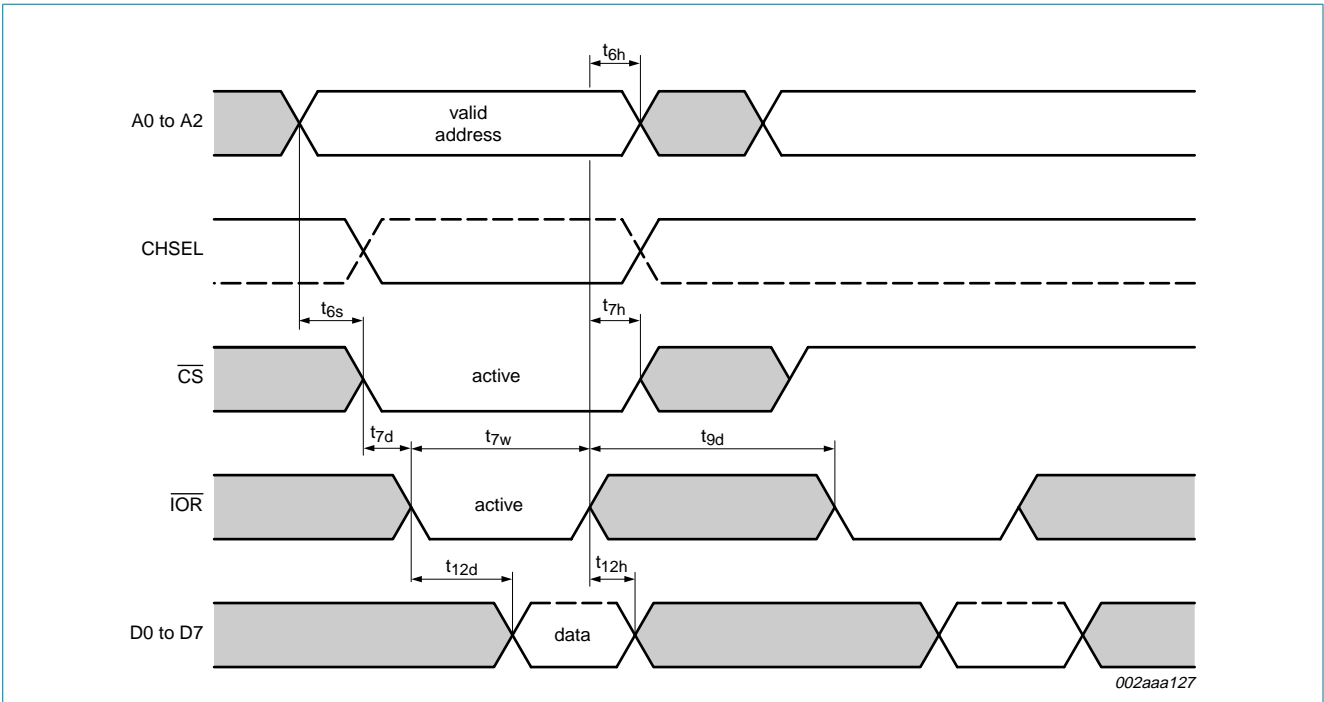 t6h
A0 to A2
valid
address
CHSEL
t6s
t7h
CS
active
t7d
t7w
t9d
IOR
active
t12d
t12h
D0 to D7
data
002aaa127